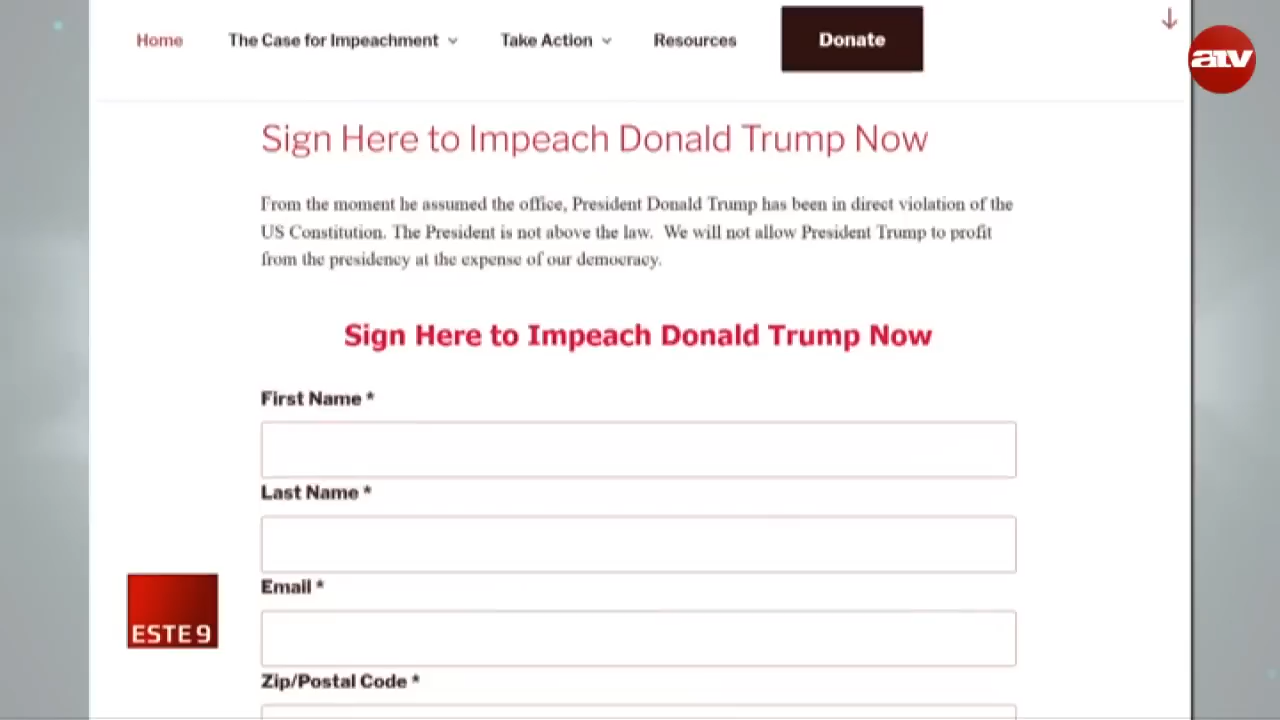 Home The Case for Impeachment Take Action Resources Donate
atv
Sign Here to Impeach Donald Trump Now
From the moment he assumed the office, President Donald Trump has been in direct violation of the
US Constitution. The President is not above the law. We will not allow President Trump to profit
from the presidency at the expense of our democracy.
Sign Here to Impeach Donald Trump Now
First Name *
Last Name *
Email *
ESTE 9
Zip/Postal Code *